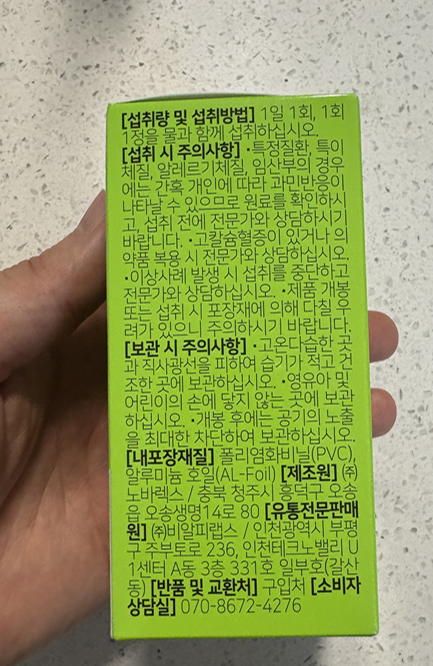 [섭취량 및 섭취방법] 1일 1회, 1회
1정을 물과 함께 섭취하십시오.
[섭취 시 주의사항] •특정질환, 특이
체질, 알레르기체질, 임산부의 경우
에는 간혹 개인에 따라 과민반응이
나타날 수 있으므로 원료를 확인하시
고, 섭취 전에 전문가와 상담하시기
바랍니다. •고칼슘혈증이 있거나 의
약품 복용 시 전문가와 상담하십시오.
•이상사례 발생 시 섭취를 중단하고
전문가와 상담하십시오. •제품 개봉
또는 섭취 시 포장재에 의해 다칠 우
려가 있으니 주의하시기 바랍니다.
[보관 시 주의사항] •고온다습한 곳
과 직사광선을 피하여 습기가 적고 건
조한 곳에 보관하십시오. •영유아 및
어린이의 손에 닿지 않는 곳에 보관
하십시오. •개봉 후에는 공기의 노출
을 최대한 차단하여 보관하십시오.
[내포장재질] 폴리염화비닐(PVC),
알루미늄 호일(AL-Foil) [제조원] ㈜
노바렉스 / 충북 청주시 흥덕구 오송
읍 오송생명14로 80 [유통전문판매
원] ㈜비알피랩스 / 인천광역시 부평
구 주부토로 236, 인천테크노밸리 U
1센터 A동 3층 331호 일부호(갈산
동) [반품 및 교환처] 구입처 [소비자
상담실] 070-8672-4276